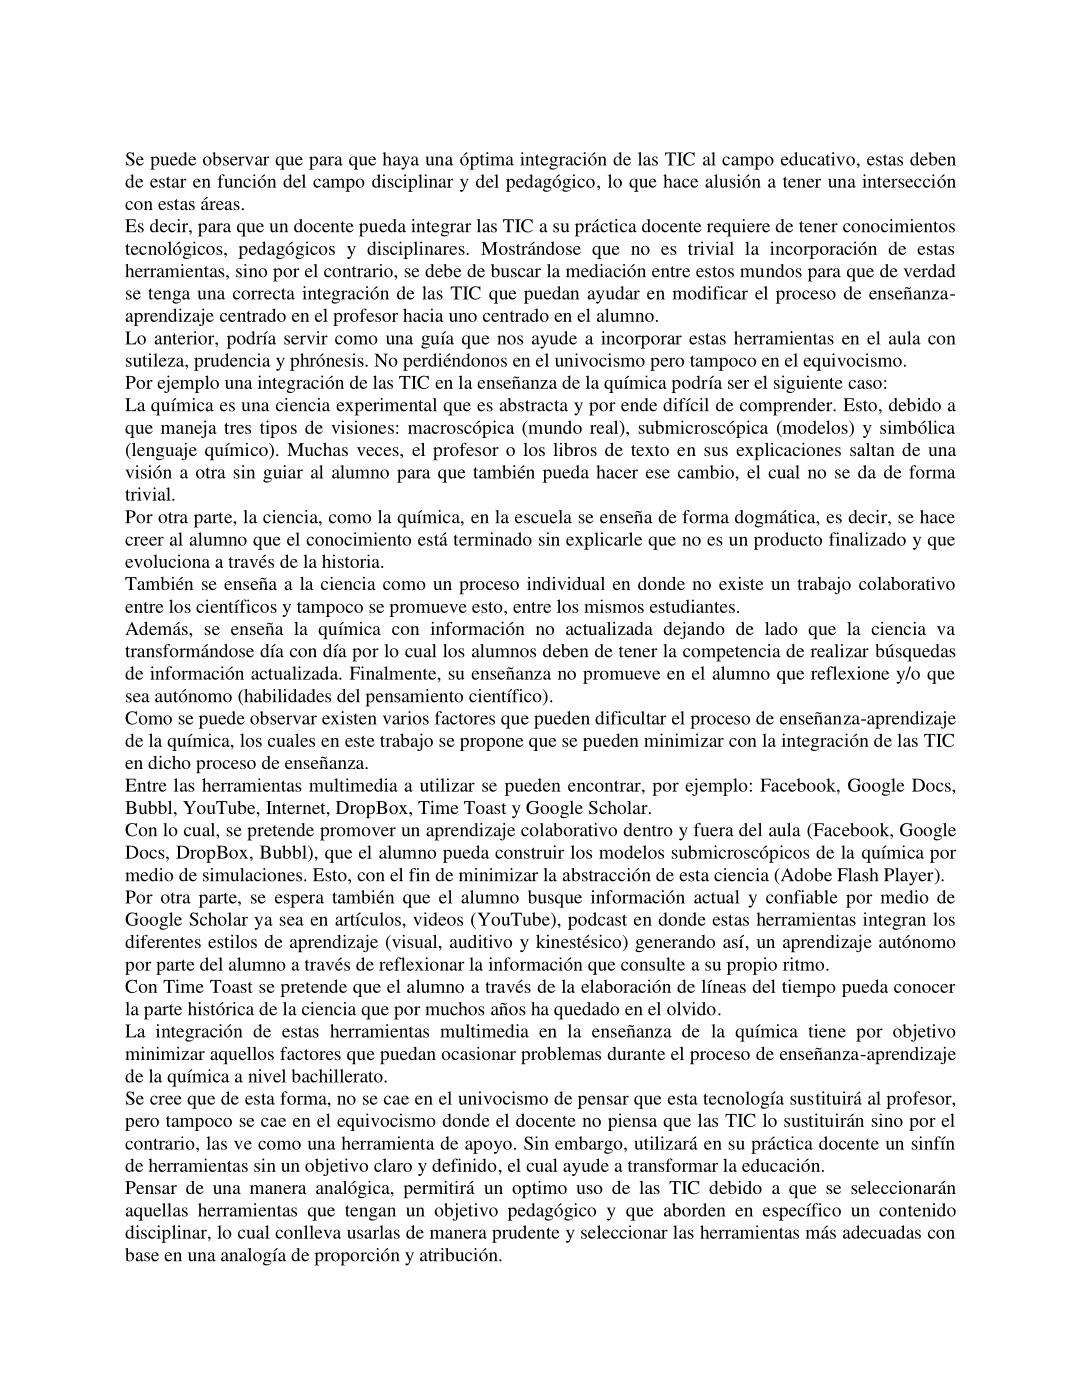 Se puede observar que para que haya una óptima integración de las TIC al campo educativo, estas deben
de estar en función del campo disciplinar y del pedagógico, lo que hace alusión a tener una intersección
con estas áreas.
Es decir, para que un docente pueda integrar las TIC a su práctica docente requiere de tener conocimientos
tecnológicos, pedagógicos y disciplinares. Mostrándose que no es trivial la incorporación de estas
herramientas, sino por el contrario, se debe de buscar la mediación entre estos mundos para que de verdad
se tenga una correcta integración de las TIC que puedan ayudar en modificar el proceso de enseñanza-
aprendizaje centrado en el profesor hacia uno centrado en el alumno.
Lo anterior, podría servir como una guía que nos ayude a incorporar estas herramientas en el aula con
sutileza, prudencia y phrónesis. No perdiéndonos en el univocismo pero tampoco en el equivocismo.
Por ejemplo una integración de las TIC en la enseñanza de la química podría ser el siguiente caso:
La química es una ciencia experimental que es abstracta y por ende difícil de comprender. Esto, debido a
que maneja tres tipos de visiones: macroscópica (mundo real), submicroscópica (modelos) y simbólica
(lenguaje químico). Muchas veces, el profesor o los libros de texto en sus explicaciones saltan de una
visión a otra sin guiar al alumno para que también pueda hacer ese cambio, el cual no se da de forma
trivial.
Por otra parte, la ciencia, como la química, en la escuela se enseña de forma dogmática, es decir, se hace
creer al alumno que el conocimiento está terminado sin explicarle que no es un producto finalizado y que
evoluciona a través de la historia.
También se enseña a la ciencia como un proceso individual en donde no existe un trabajo colaborativo
entre los científicos y tampoco se promueve esto, entre los mismos estudiantes.
Además, se enseña la química con información no actualizada dejando de lado que la ciencia va
transformándose día con día por lo cual los alumnos deben de tener la competencia de realizar búsquedas
de información actualizada. Finalmente, su enseñanza no promueve en el alumno que reflexione y/o que
sea autónomo (habilidades del pensamiento científico).
Como se puede observar existen varios factores que pueden dificultar el proceso de enseñanza-aprendizaje
de la química, los cuales en este trabajo se propone que se pueden minimizar con la integración de las TIC
en dicho proceso de enseñanza.
Entre las herramientas multimedia a utilizar se pueden encontrar, por ejemplo: Facebook, Google Docs,
Bubbl, YouTube, Internet, DropBox, Time Toast y Google Scholar.
Con lo cual, se pretende promover un aprendizaje colaborativo dentro y fuera del aula (Facebook, Google
Docs, DropBox, Bubbl), que el alumno pueda construir los modelos submicroscópicos de la química por
medio de simulaciones. Esto, con el fin de minimizar la abstracción de esta ciencia (Adobe Flash Player).
Por otra parte, se espera también que el alumno busque información actual y confiable por medio de
Google Scholar ya sea en artículos, videos (YouTube), podcast en donde estas herramientas integran los
diferentes estilos de aprendizaje (visual, auditivo y kinestésico) generando así, un aprendizaje autónomo
por parte del alumno a través de reflexionar la información que consulte a su propio ritmo.
Con Time Toast se pretende que el alumno a través de la elaboración de líneas del tiempo pueda conocer
la parte histórica de la ciencia que por muchos años ha quedado en el olvido.
La integración de estas herramientas multimedia en la enseñanza de la química tiene por objetivo
minimizar aquellos factores que puedan ocasionar problemas durante el proceso de enseñanza-aprendizaje
de la química a nivel bachillerato.
Se cree que de esta forma, no se cae en el univocismo de pensar que esta tecnología sustituirá al profesor,
pero tampoco se cae en el equivocismo donde el docente no piensa que las TIC lo sustituirán sino por el
contrario, las ve como una herramienta de apoyo. Sin embargo, utilizará en su práctica docente un sinfín
de herramientas sin un objetivo claro y definido, el cual ayude a transformar la educación.
Pensar de una manera analógica, permitirá un optimo uso de las TIC debido a que se seleccionarán
aquellas herramientas que tengan un objetivo pedagógico y que aborden en específico un contenido
disciplinar, lo cual conlleva usarlas de manera prudente y seleccionar las herramientas más adecuadas con
base en una analogía de proporción y atribución.